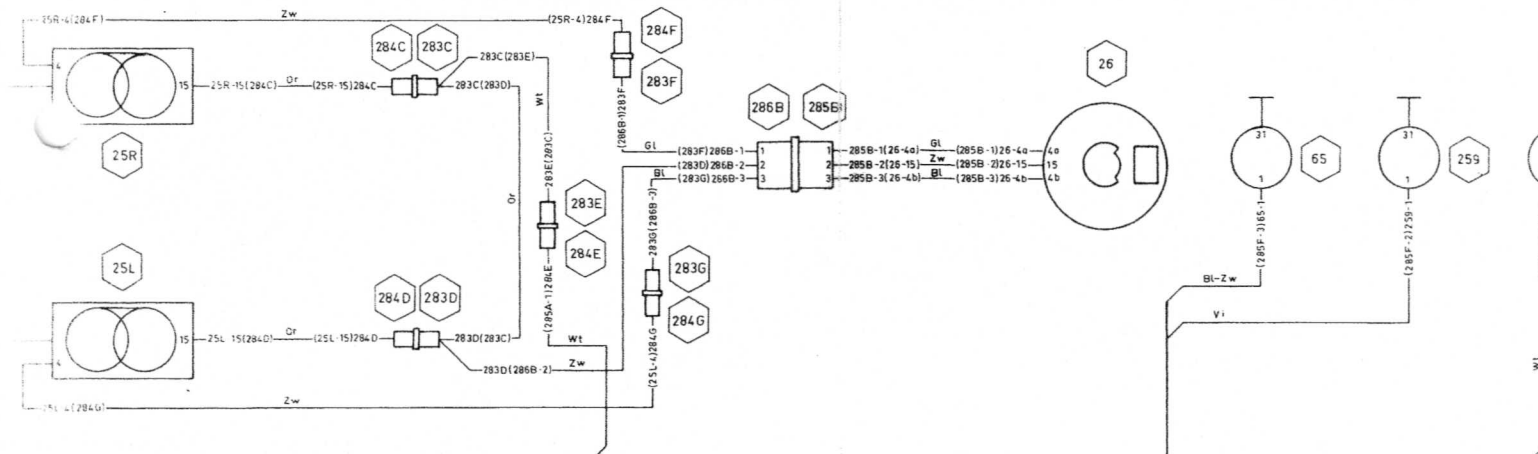 25R-4(284F)
Zw
(25R-4)284F
4
15
25R-15(284C)
Or
(25R-15)284C
284C
283C
283C(283E)
283C(283D)
25R
Wt
283E(283C)
Or
283E
284E
(285A-1)284E
Wt
284F
283F
(286B-1)283F
Gl
(283F)286B-1
(283D)286B-2
Bl
(283G)266B-3
286B
285B
1
2
3
1
2
3
285B-1(26-4a)
Gl
(285B-1)26-4a
4a
285B-2(26-15)
Zw
(285B-2)26-15
15
285B-3(26-4b)
Bl
(285B-3)26-4b
4b
26
31
1
65
(285F-3)65-1
Bl-Zw
31
1
259
(285F-2)259-1
Vi
25L
15
4
25L-15(284D)
Or
(25L-15)284D
284D
283D
283D(283C)
283D(286B-2)
Zw
283G(286B-3)
283G
284G
(25L-4)284G
25L-4(284G)
Zw